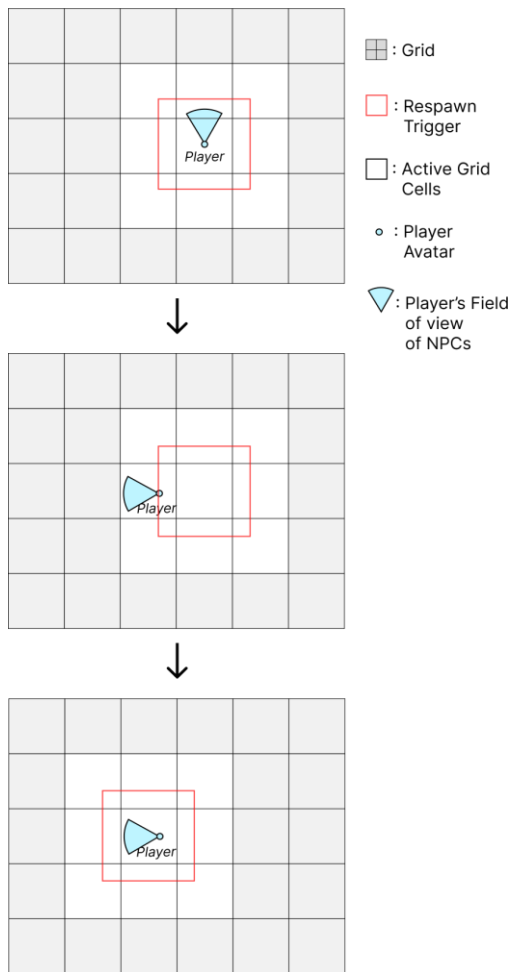 : Grid
: Respawn
Trigger
: Active Grid
Cells
: Player
Avatar
: Player's Field
of view
of NPCs
Player
Player
Player